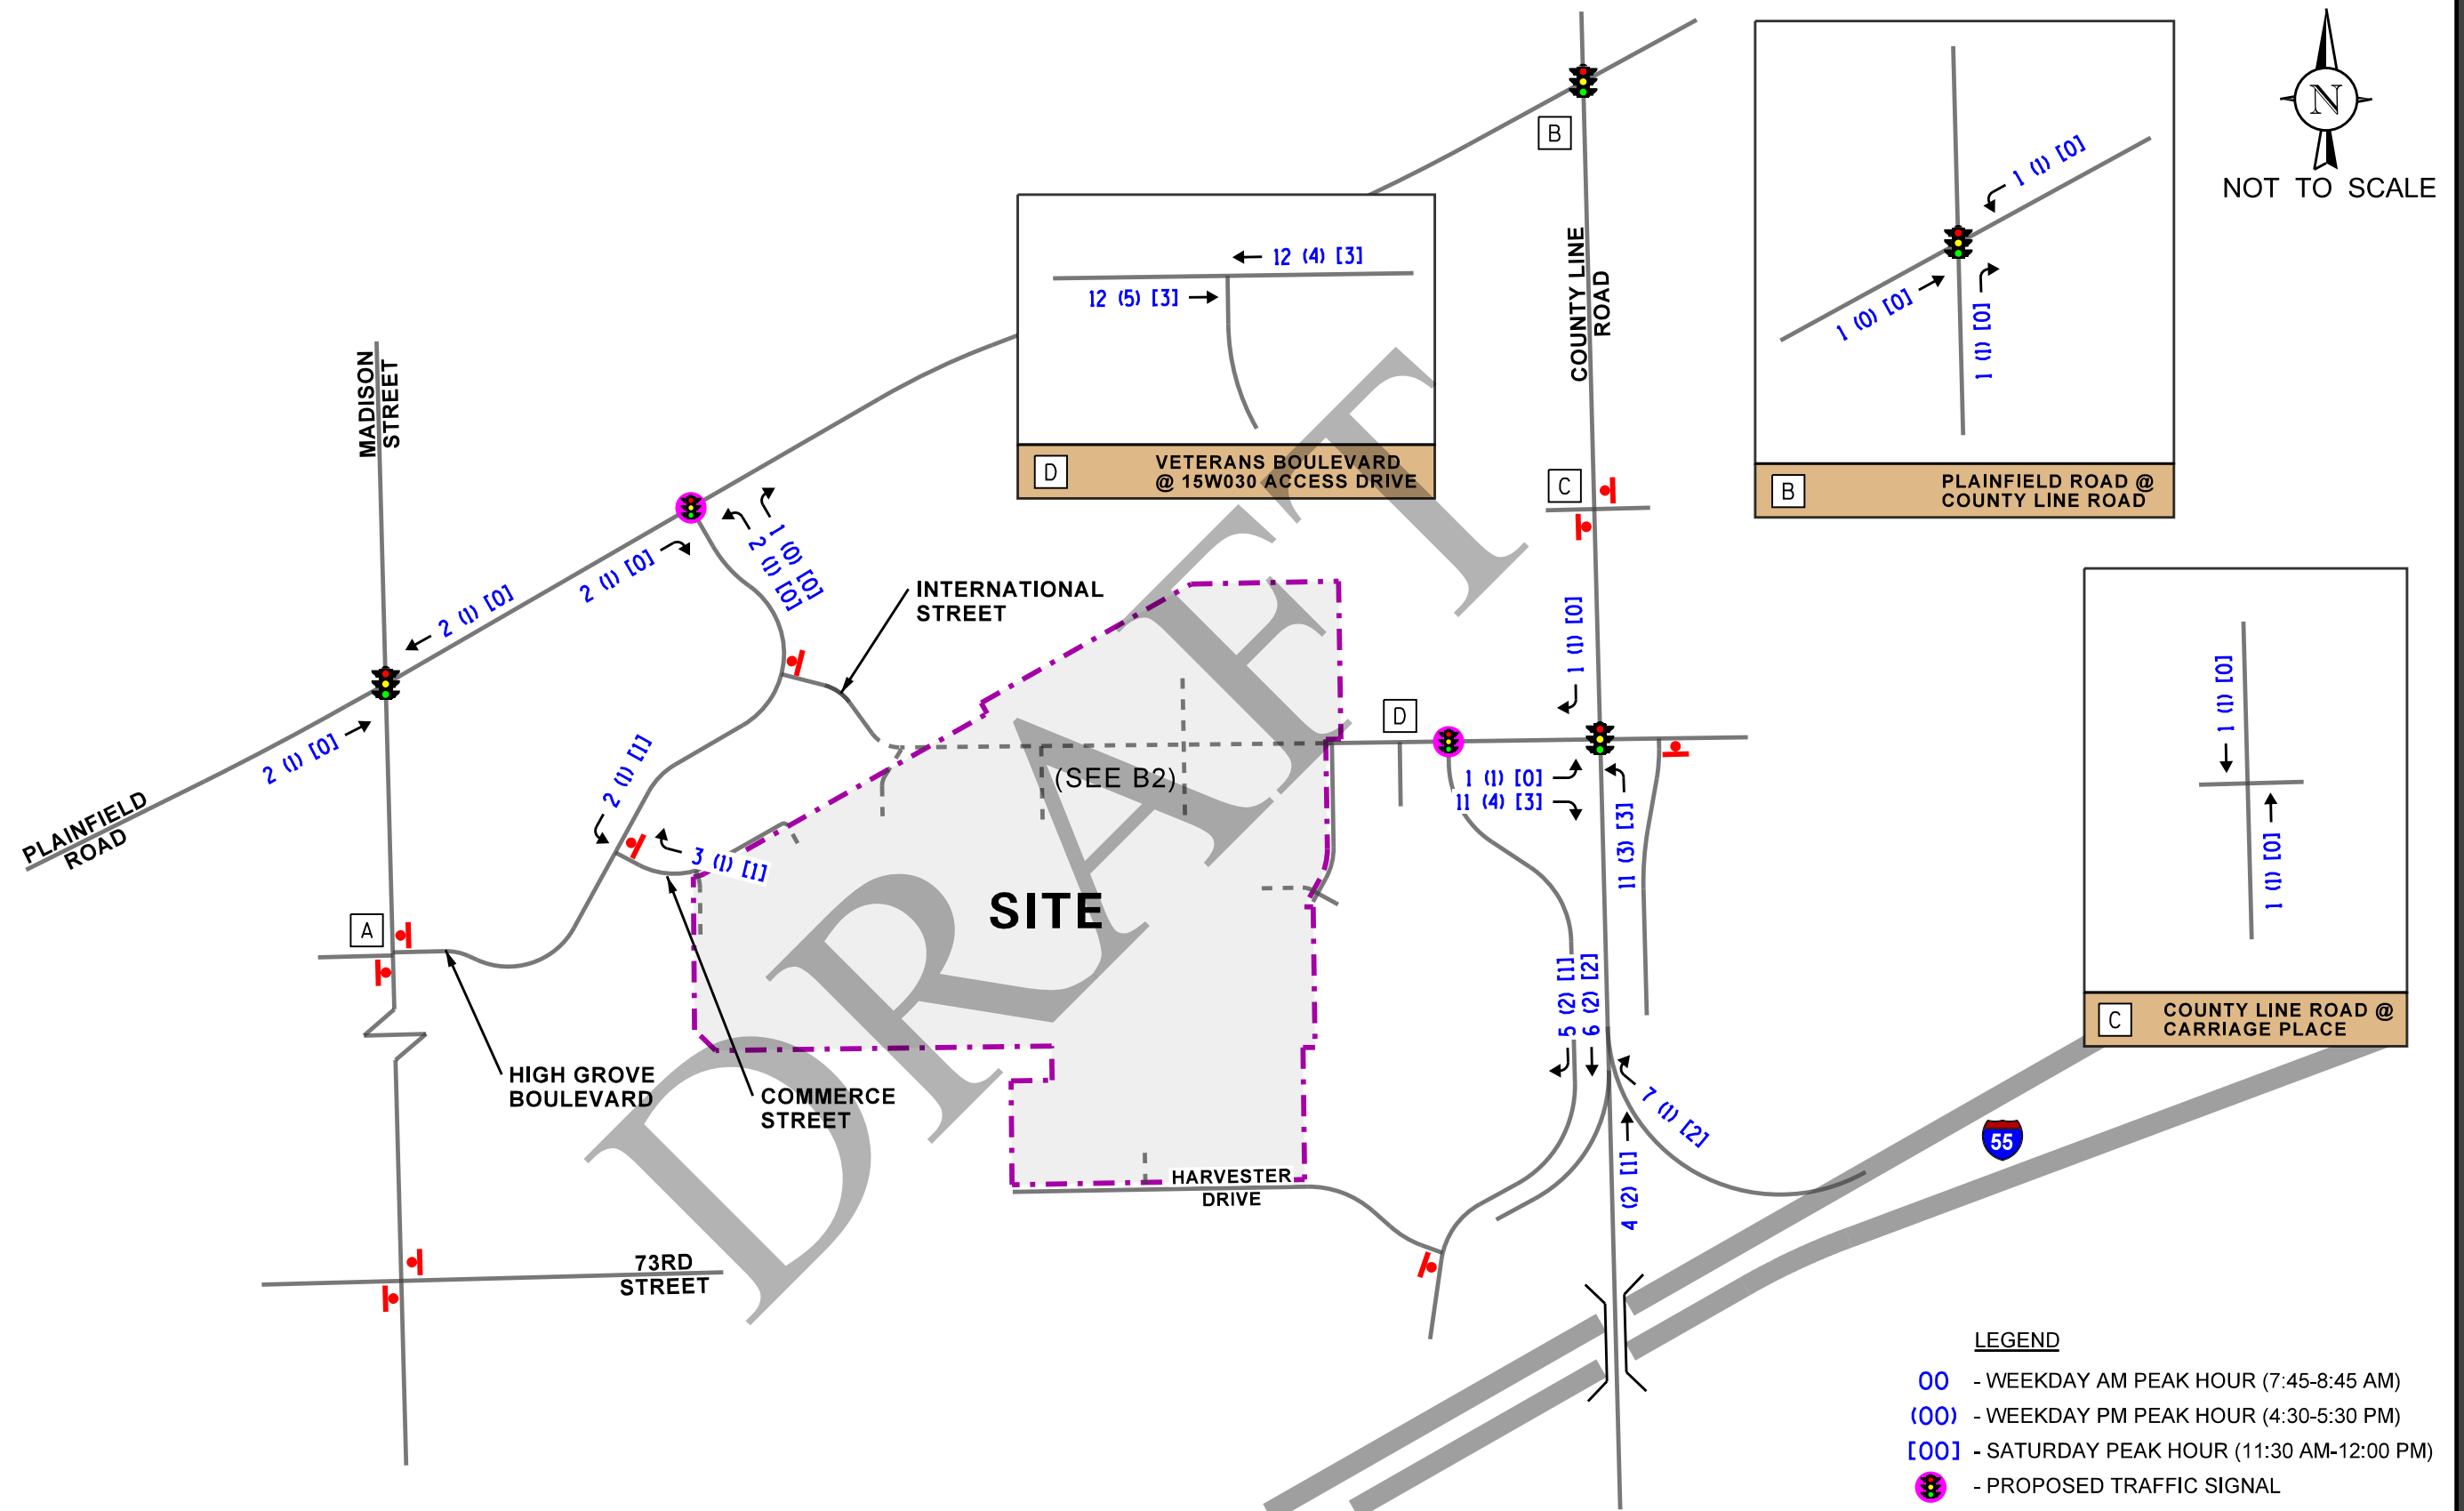 N
NOT TO SCALE
B
1 (1) [0]
1 (0) [0]
1 (1) [0]
B
PLAINFIELD ROAD @
COUNTY LINE ROAD
12 (4) [3]
12 (5) [3]
D
VETERANS BOULEVARD
@ 15W030 ACCESS DRIVE
COUNTY LINE
ROAD
MADISON
STREET
C
1 (0) [0]
2 (1) [0]
2 (1) [0]
2 (1) [0]
2 (1) [0]
INTERNATIONAL
STREET
1 (1) [0]
D
(SEE B2)
1 (1) [0]
11 (4) [3]
11 (3) [3]
2 (1) [1]
3 (1) [1]
PLAINFIELD
ROAD
SITE
A
1 (1) [0]
1 (1) [0]
C
COUNTY LINE ROAD @
CARRIAGE PLACE
5 (2) [1]
6 (2) [2]
7 (1) [2]
4 (2) [1]
HIGH GROVE
BOULEVARD
COMMERCE
STREET
HARVESTER
DRIVE
55
73RD
STREET
DRAFT
LEGEND
00 - WEEKDAY AM PEAK HOUR (7:45-8:45 AM)
(00) - WEEKDAY PM PEAK HOUR (4:30-5:30 PM)
[00] - SATURDAY PEAK HOUR (11:30 AM-12:00 PM)
- PROPOSED TRAFFIC SIGNAL